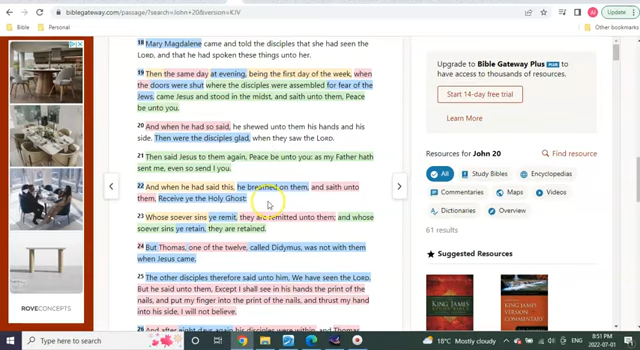 biblegateway.com/passage/?search=John+20&version=KJV
Update
Bible
Personal
18 Mary Magdalene came and told the disciples that she had seen the
LORD, and that he had spoken these things unto her.
19 Then the same day at evening, being the first day of the week, when
the doors were shut where the disciples were assembled for fear of the
Jews, came Jesus and stood in the midst, and saith unto them, Peace
be unto you.
20 And when he had so said, he shewed unto them his hands and his
side. Then were the disciples glad, when they saw the LORD.
21 Then said Jesus to them again, Peace be unto you: as my Father hath
sent me, even so send I you.
22 And when he had said this, he breathed on them, and saith unto
them, Receive ye the Holy Ghost:
23 Whose soever sins ye remit, they are remitted unto them; and whose
soever sins ye retain, they are retained.
24 But Thomas, one of the twelve, called Didymus, was not with them
when Jesus came.
25 The other disciples therefore said unto him, We have seen the LORD.
But he said unto them, Except I shall see in his hands the print of the
nails, and put my finger into the print of the nails, and thrust my hand
into his side, I will not believe.
26 And after eight days again his disciples were within, and Thomas
ROVECONCEPTS
Upgrade to Bible Gateway Plus
to have access to thousands of resources.
Start 14-day free trial
Learn More
Resources for John 20
Find resource
All
Study Bibles
Encyclopedias
Commentaries
Maps
Videos
Dictionaries
Overview
61 results
Suggested Resources
KING JAMES
KING JAMES
VERSION
COMMENTARY
Type here to search
18°C Mostly cloudy
ENG
8:51 PM
2022-07-01